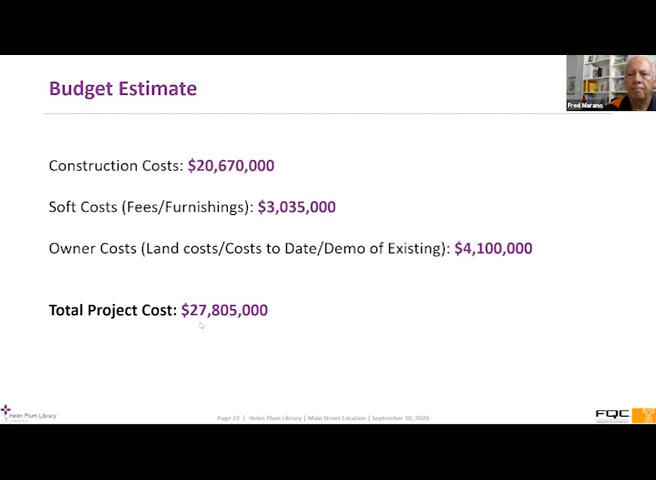 Budget Estimate
Fred Marano
Construction Costs: $20,670,000
Soft Costs (Fees/Furnishings): $3,035,000
Owner Costs (Land costs/Costs to Date/Demo of Existing): $4,100,000
Total Project Cost: $27,805,000
Helen Plum Library
Page 23 | Helen Plum Library | Main Street Location | September 30, 2020
FQC